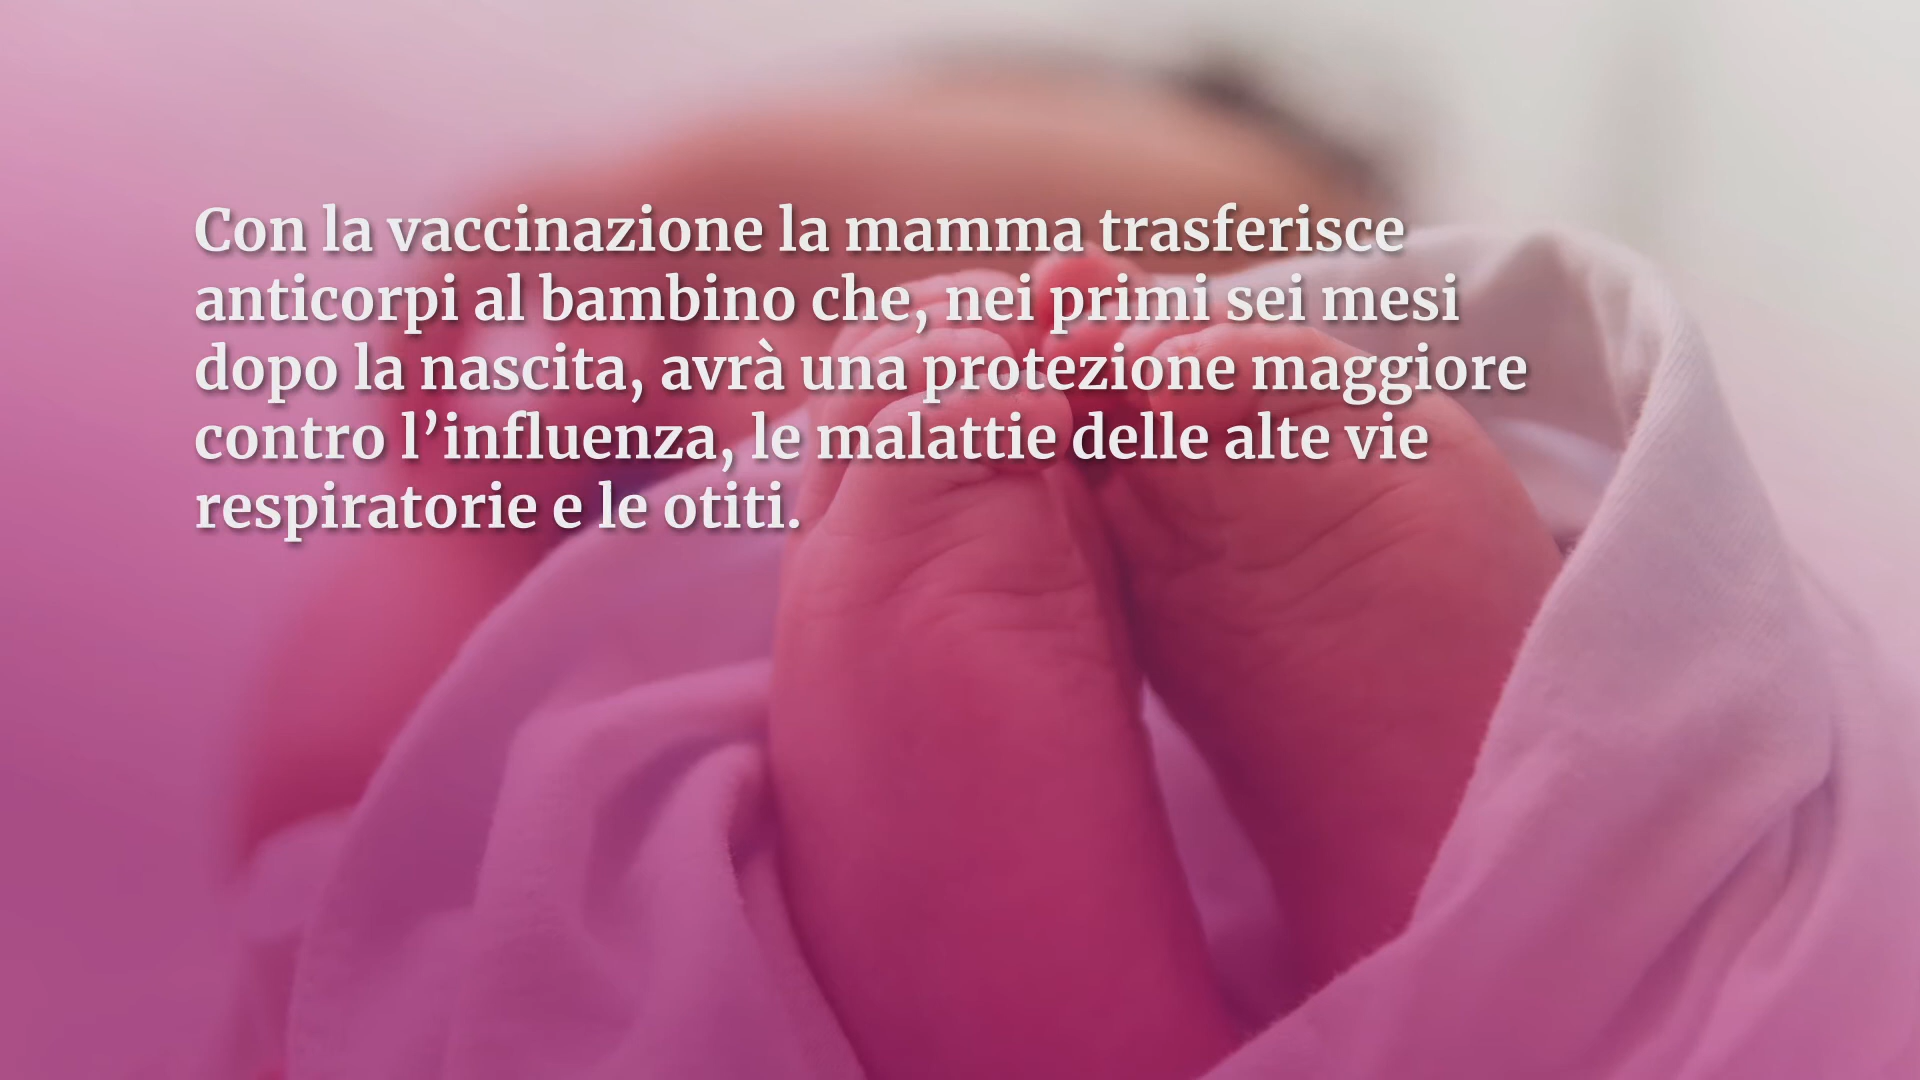 Con la vaccinazione la mamma trasferisce
anticorpi al bambino che, nei primi sei mesi
dopo la nascita, avrà una protezione maggiore
contro l’influenza, le malattie delle alte vie
respiratorie e le otiti.